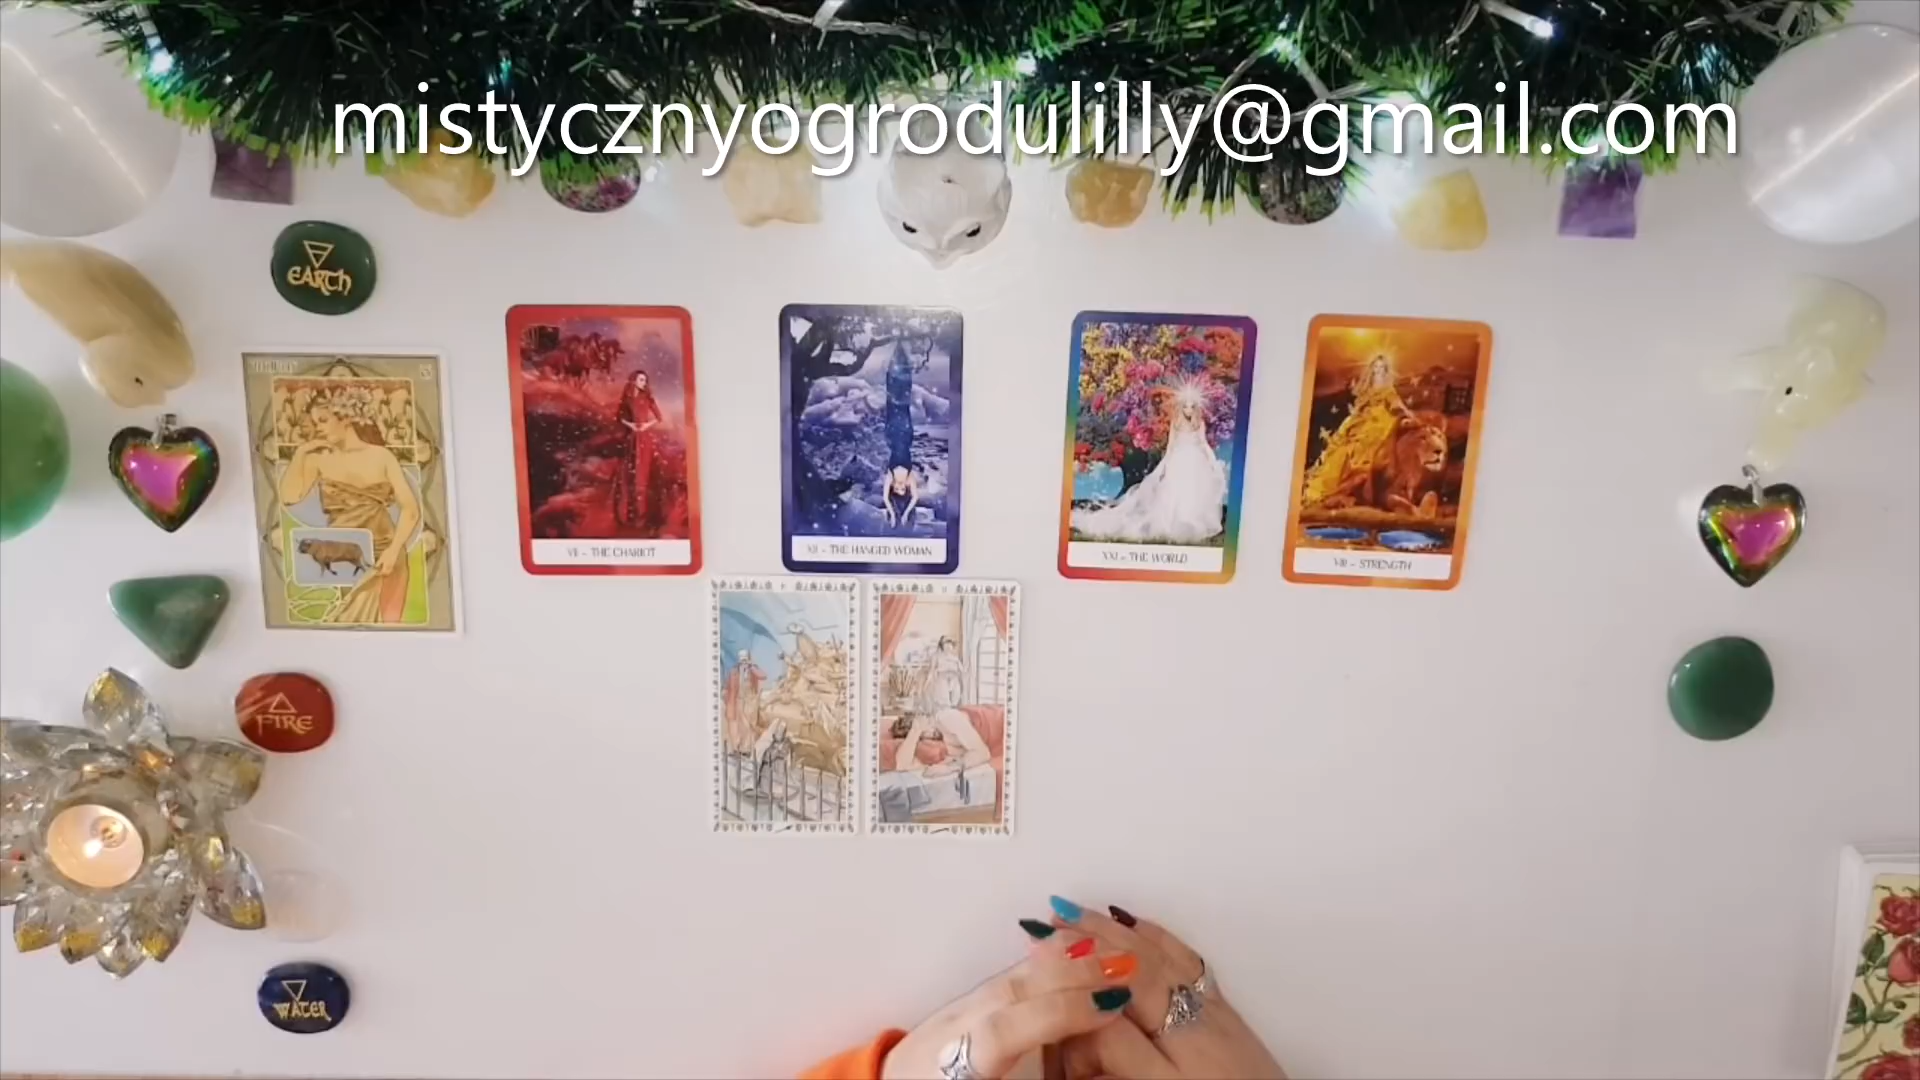 mistycznyogrodulilly@gmail.com
EARTH
VII - THE CHARIOT
XII - THE HANGED WOMAN
XXI - THE WORLD
VIII - STRENGTH
FIRE
WATER